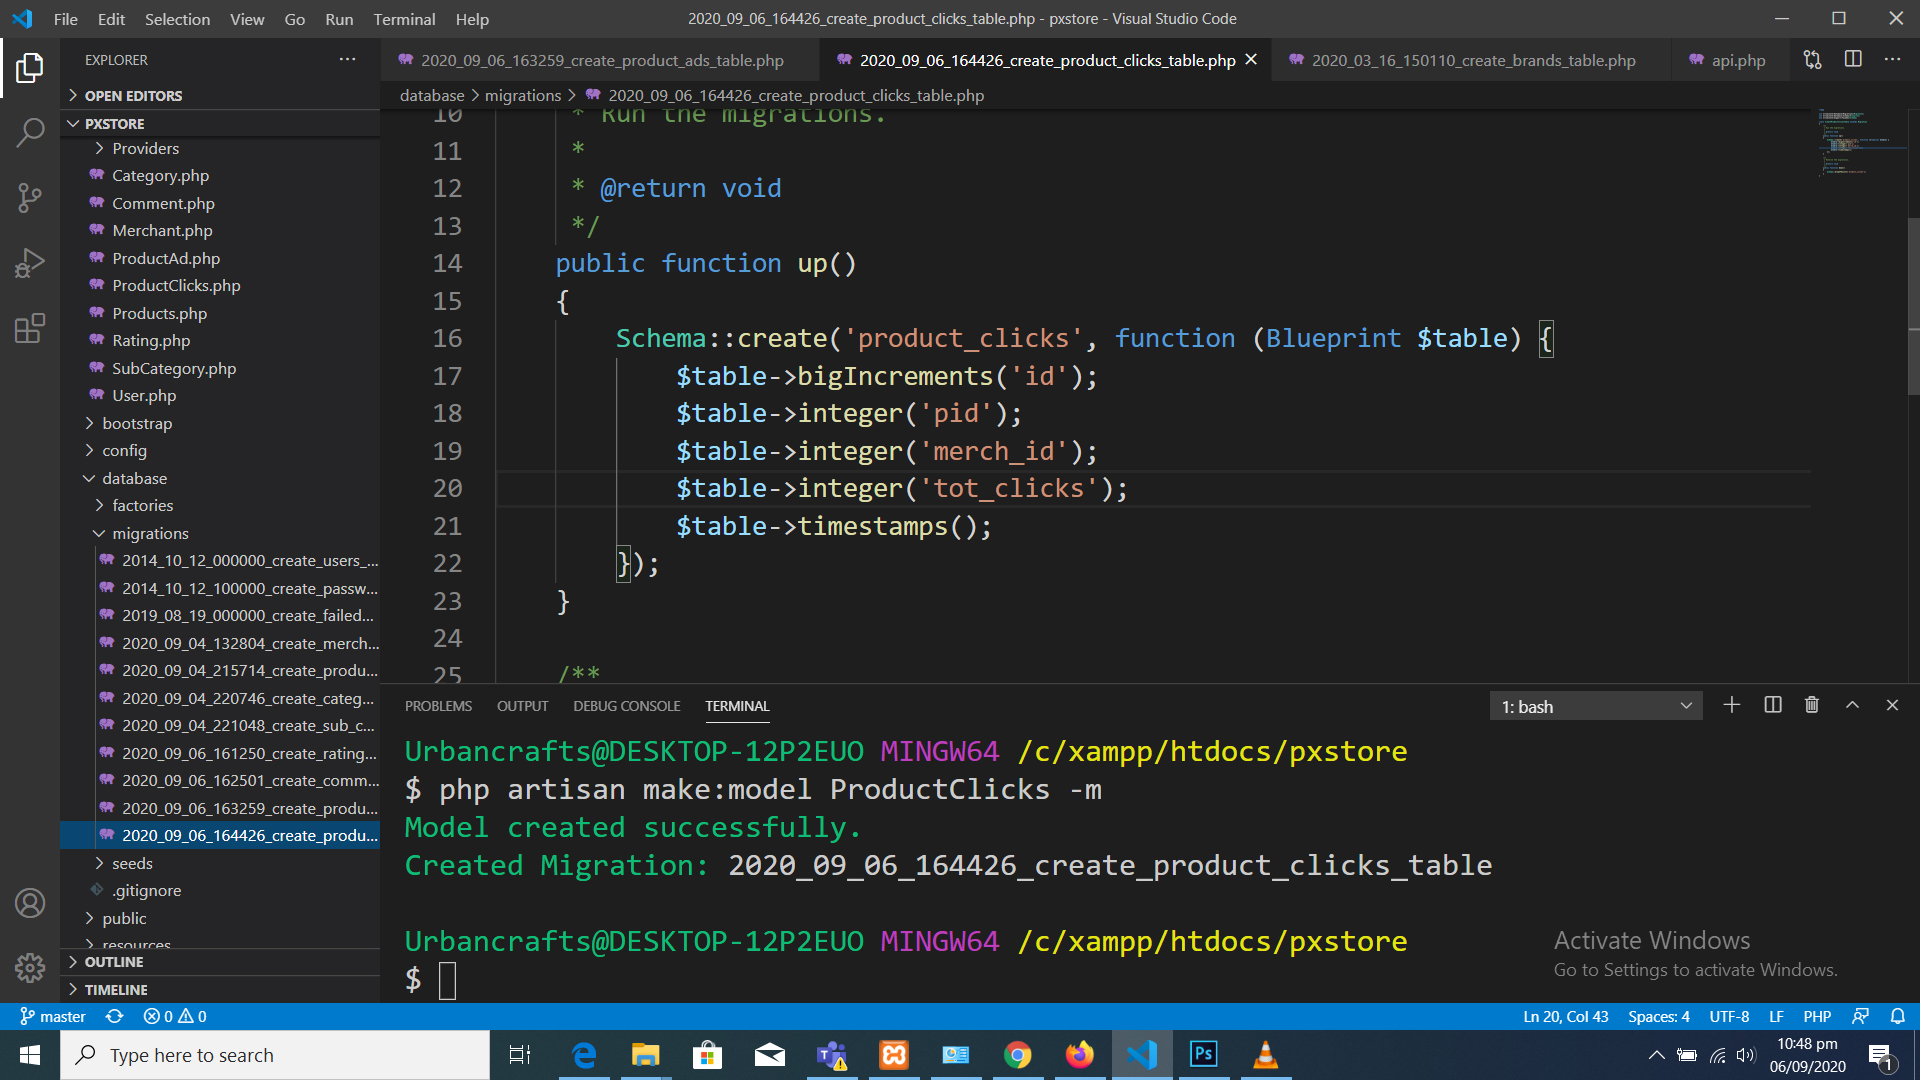 File Edit Selection View Go Run Terminal Help
2020_09_06_164426_create_product_clicks_table.php - pxstore - Visual Studio Code
EXPLORER
2020_09_06_163259_create_product_ads_table.php
2020_09_06_164426_create_product_clicks_table.php
2020_03_16_150110_create_brands_table.php
api.php
OPEN EDITORS
PXSTORE
Providers
Category.php
Comment.php
Merchant.php
ProductAd.php
ProductClicks.php
Products.php
Rating.php
SubCategory.php
User.php
bootstrap
config
database
factories
migrations
2014_10_12_000000_create_users_...
2014_10_12_100000_create_passw...
2019_08_19_000000_create_failed...
2020_09_04_132804_create_merch...
2020_09_04_215714_create_produ...
2020_09_04_220746_create_categ...
2020_09_04_221048_create_sub_c...
2020_09_06_161250_create_rating...
2020_09_06_162501_create_comm...
2020_09_06_163259_create_produ...
2020_09_06_164426_create_produ...
seeds
.gitignore
public
resources
OUTLINE
TIMELINE
database > migrations > 2020_09_06_164426_create_product_clicks_table.php
10 * Run the migrations.
11 *
12 * @return void
13 */
14 public function up()
15 {
16 Schema::create('product_clicks', function (Blueprint $table) {
17 $table->bigIncrements('id');
18 $table->integer('pid');
19 $table->integer('merch_id');
20 $table->integer('tot_clicks');
21 $table->timestamps();
22 });
23 }
24
25 /**
PROBLEMS OUTPUT DEBUG CONSOLE TERMINAL
1: bash
Urbancrafts@DESKTOP-12P2EUO MINGW64 /c/xampp/htdocs/pxstore
$ php artisan make:model ProductClicks -m
Model created successfully.
Created Migration: 2020_09_06_164426_create_product_clicks_table
Urbancrafts@DESKTOP-12P2EUO MINGW64 /c/xampp/htdocs/pxstore
$
Activate Windows
Go to Settings to activate Windows.
master 0 0
Ln 20, Col 43 Spaces: 4 UTF-8 LF PHP
Type here to search
Ps
10:48 pm
06/09/2020
1